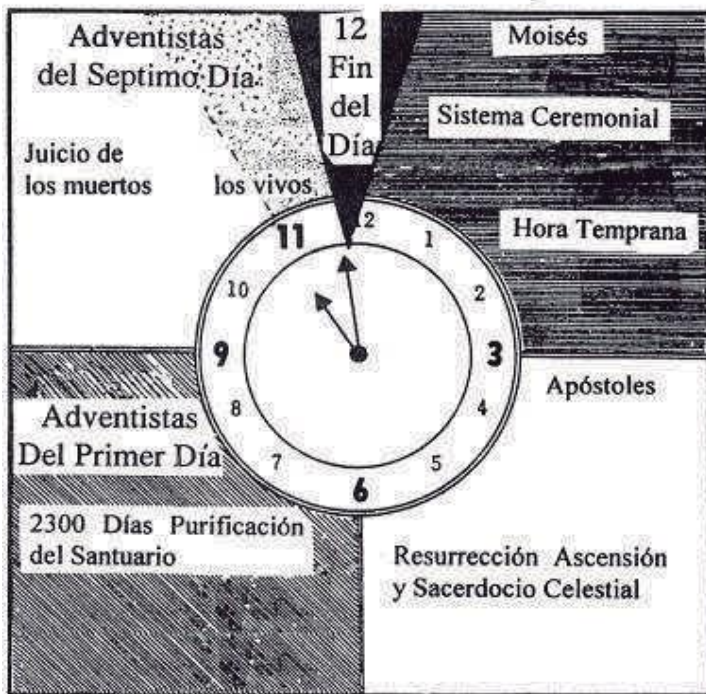 Adventistas
del Septimo Día
Juicio de
los muertos
los vivos
12
Fin
del
Día
Moisés
Sistema Ceremonial
Hora Temprana
12
1
2
3
4
5
6
7
8
9
10
11
Apóstoles
Resurrección Ascensión
y Sacerdocio Celestial
Adventistas
Del Primer Día
2300 Días Purificación
del Santuario